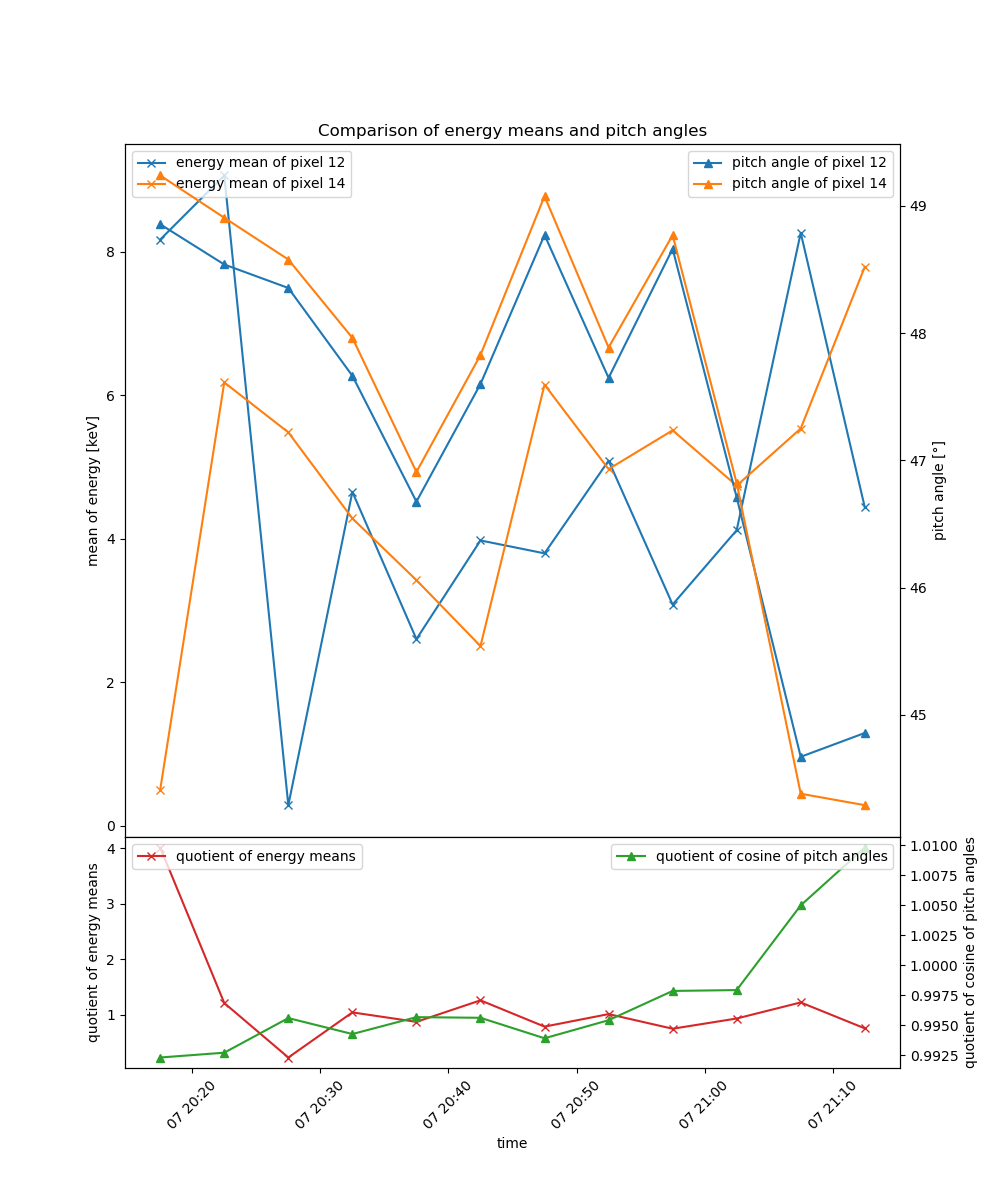 Comparison of energy means and pitch angles
energy mean of pixel 12
energy mean of pixel 14
pitch angle of pixel 12
pitch angle of pixel 14
mean of energy [keV]
8
6
4
2
0
pitch angle [°]
49
48
47
46
45
quotient of energy means
quotient of cosine of pitch angles
quotient of energy means
4
3
2
1
quotient of cosine of pitch angles
1.0100
1.0075
1.0050
1.0025
1.0000
0.9975
0.9950
0.9925
07 20:20
07 20:30
07 20:40
07 20:50
07 21:00
07 21:10
time